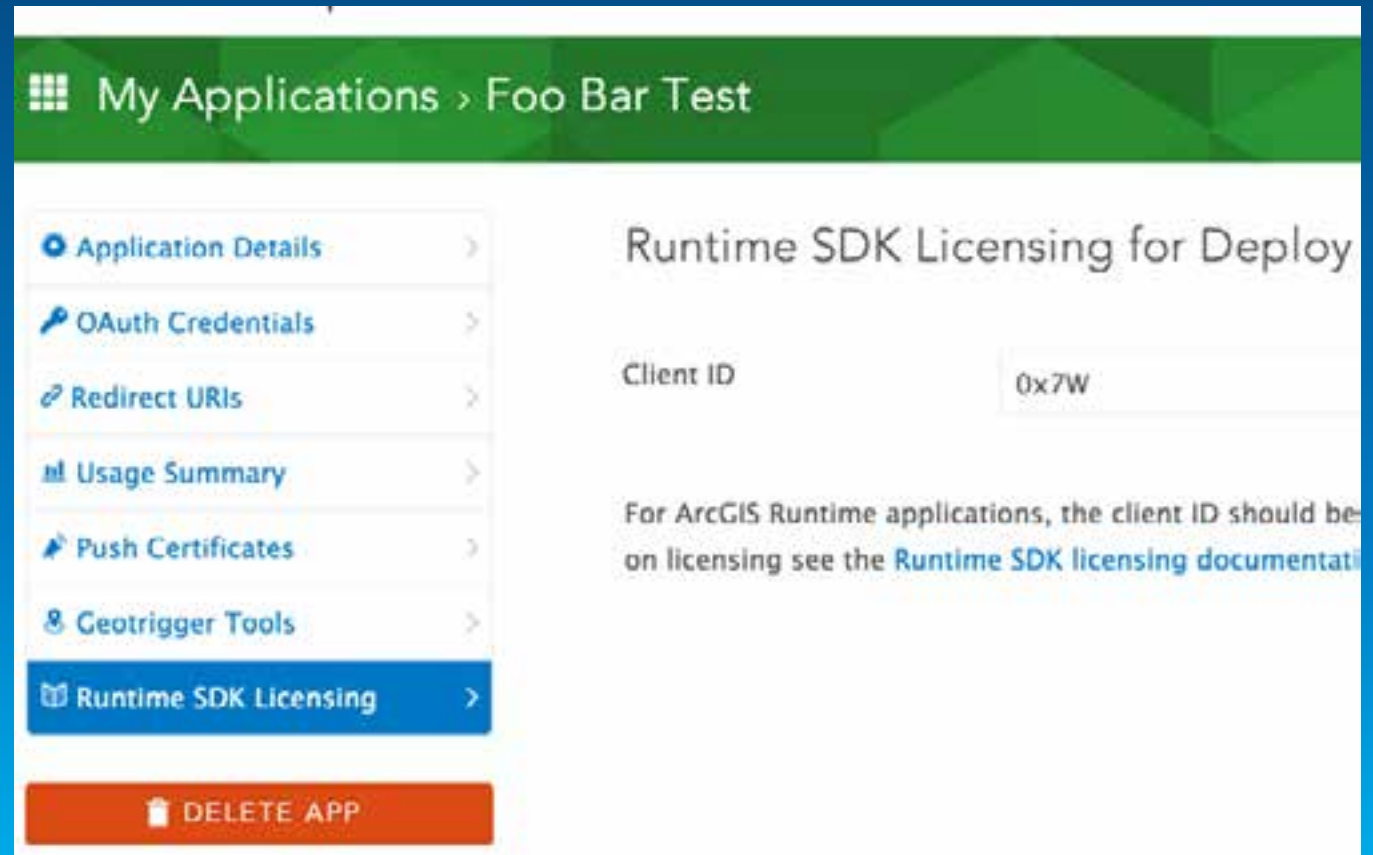 My Applications › Foo Bar Test
Application Details
OAuth Credentials
Redirect URIs
Usage Summary
Push Certificates
Geotrigger Tools
Runtime SDK Licensing
DELETE APP
Runtime SDK Licensing for Deploy
Client ID
0x7W
For ArcGIS Runtime applications, the client ID should be
on licensing see the Runtime SDK licensing documentati